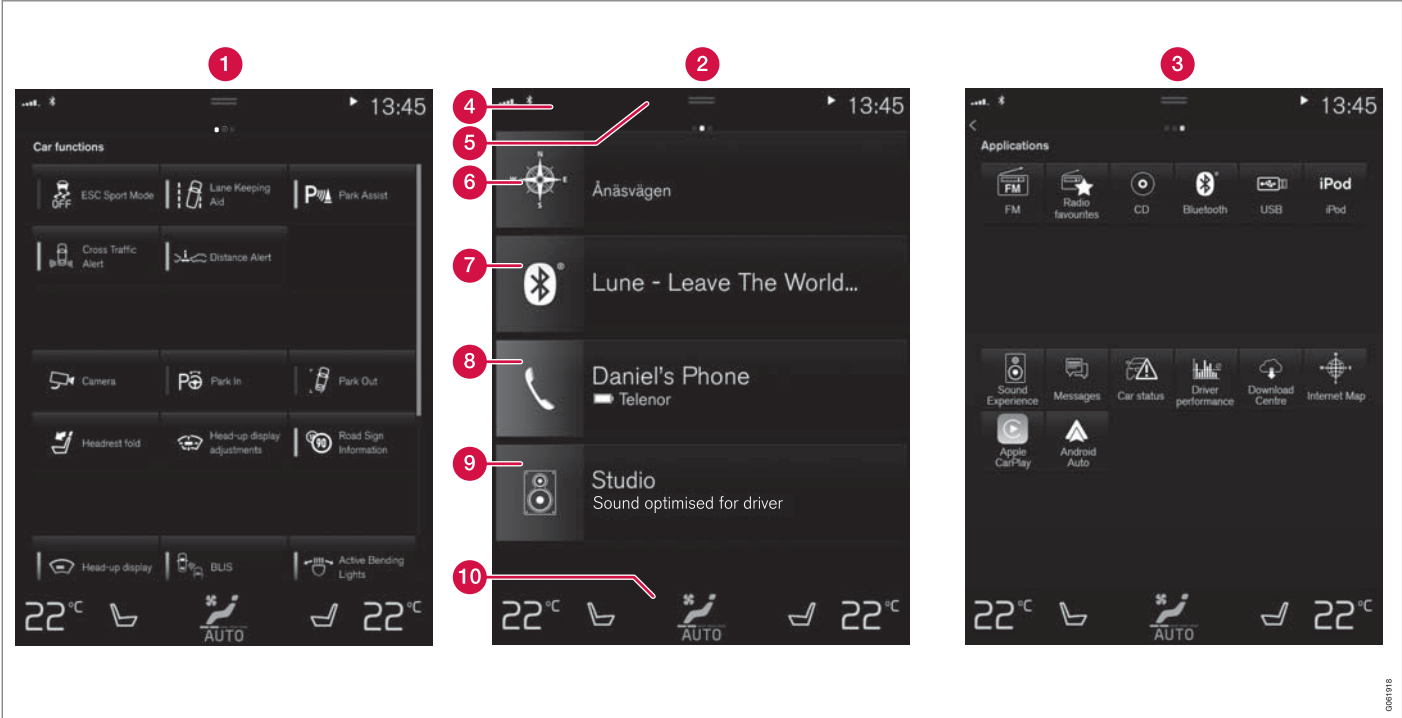 1
2
3
13:45
Car functions
OFF
ESC Sport Mode
Lane Keeping
Aid
P
Park Assist
Cross Traffic
Alert
Distance Alert
Camera
P
Park In
Park Out
Headrest fold
Head-up display
adjustments
90
Road Sign
Information
Head-up display
BLIS
Active Bending
Lights
22°C
AUTO
22°C
4
5
6
7
8
9
10
13:45
N
W
E
S
Ånäsvägen
Lune - Leave The World...
Daniel's Phone
Telenor
Studio
Sound optimised for driver
22°C
AUTO
22°C
13:45
<
Applications
FM
FM
Radio
favourites
CD
Bluetooth
USB
iPod
iPod
Sound
Experience
Messages
Car status
Driver
performance
Download
Centre
Internet Map
Apple
CarPlay
Android
Auto
22°C
AUTO
22°C
G061918